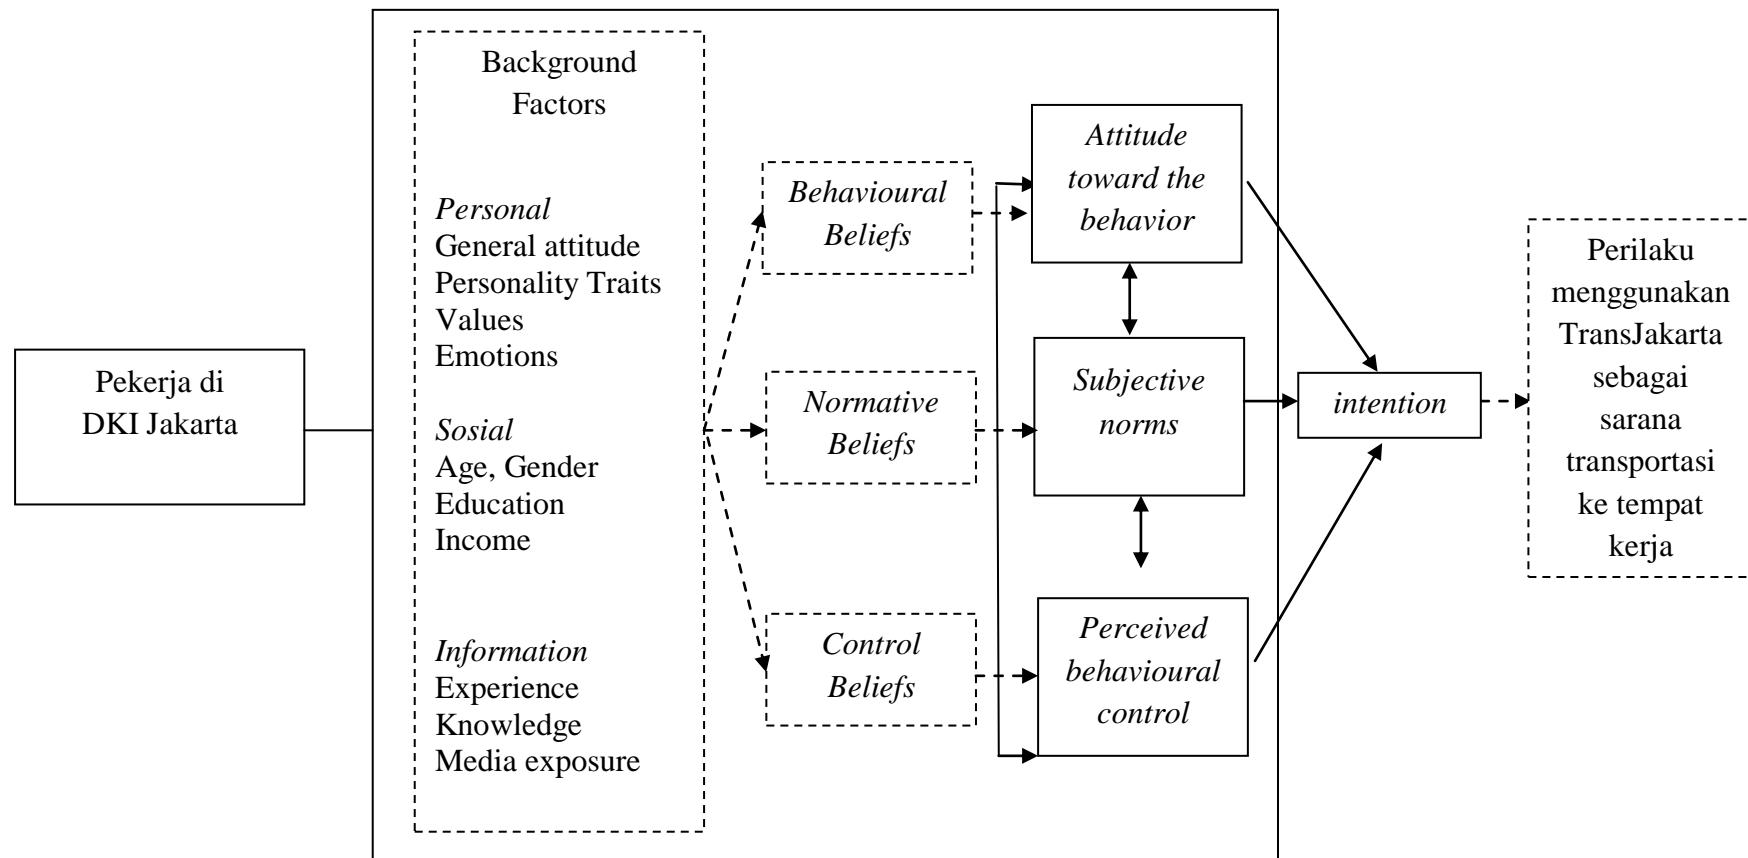 Pekerja di
DKI Jakarta
Background
Factors
Personal
General attitude
Personality Traits
Values
Emotions
Sosial
Age, Gender
Education
Income
Information
Experience
Knowledge
Media exposure
Behavioural
Beliefs
Normative
Beliefs
Control
Beliefs
Attitude
toward the
behavior
Subjective
norms
Perceived
behavioural
control
intention
Perilaku
menggunakan
TransJakarta
sebagai
sarana
transportasi
ke tempat
kerja